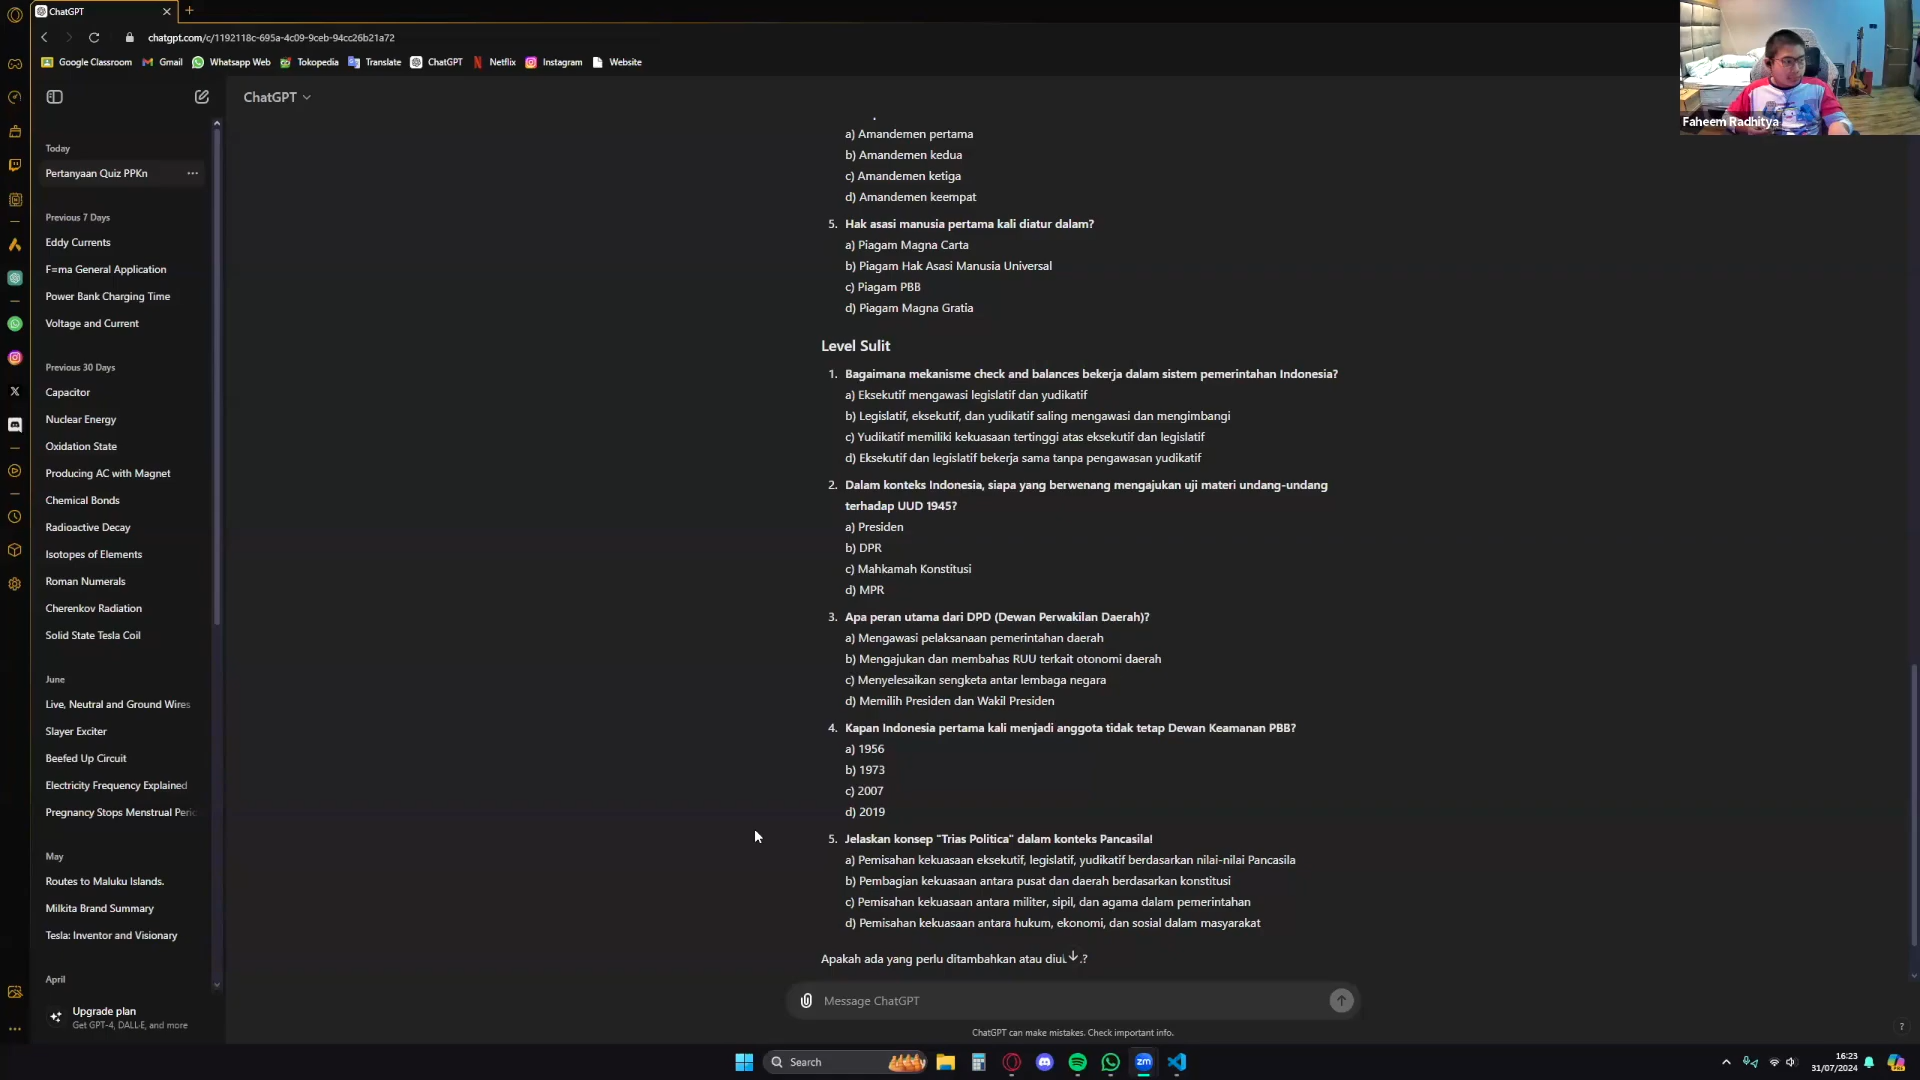 ChatGPT
chatgpt.com/c/1192118c-695a-4c09-9ceb-94cc26b21a72
Google Classroom
Gmail
Whatsapp Web
Tokopedia
Translate
ChatGPT
Netflix
Instagram
Website
Faheem Radhitya
ChatGPT
Today
Pertanyaan Quiz PPKn
Previous 7 Days
Eddy Currents
F=ma General Application
Power Bank Charging Time
Voltage and Current
Previous 30 Days
Capacitor
Nuclear Energy
Oxidation State
Producing AC with Magnet
Chemical Bonds
Radioactive Decay
Isotopes of Elements
Roman Numerals
Cherenkov Radiation
Solid State Tesla Coil
June
Live, Neutral and Ground Wires
Slayer Exciter
Beefed Up Circuit
Electricity Frequency Explained
Pregnancy Stops Menstrual Peric
May
Routes to Maluku Islands.
Milkita Brand Summary
Tesla: Inventor and Visionary
April
Upgrade plan
Get GPT-4, DALL·E, and more
a) Amandemen pertama
b) Amandemen kedua
c) Amandemen ketiga
d) Amandemen keempat
5. Hak asasi manusia pertama kali diatur dalam?
a) Piagam Magna Carta
b) Piagam Hak Asasi Manusia Universal
c) Piagam PBB
d) Piagam Magna Gratia
Level Sulit
1. Bagaimana mekanisme check and balances bekerja dalam sistem pemerintahan Indonesia?
a) Eksekutif mengawasi legislatif dan yudikatif
b) Legislatif, eksekutif, dan yudikatif saling mengawasi dan mengimbangi
c) Yudikatif memiliki kekuasaan tertinggi atas eksekutif dan legislatif
d) Eksekutif dan legislatif bekerja sama tanpa pengawasan yudikatif
2. Dalam konteks Indonesia, siapa yang berwenang mengajukan uji materi undang-undang
terhadap UUD 1945?
a) Presiden
b) DPR
c) Mahkamah Konstitusi
d) MPR
3. Apa peran utama dari DPD (Dewan Perwakilan Daerah)?
a) Mengawasi pelaksanaan pemerintahan daerah
b) Mengajukan dan membahas RUU terkait otonomi daerah
c) Menyelesaikan sengketa antar lembaga negara
d) Memilih Presiden dan Wakil Presiden
4. Kapan Indonesia pertama kali menjadi anggota tidak tetap Dewan Keamanan PBB?
a) 1956
b) 1973
c) 2007
d) 2019
5. Jelaskan konsep "Trias Politica" dalam konteks Pancasila!
a) Pemisahan kekuasaan eksekutif, legislatif, yudikatif berdasarkan nilai-nilai Pancasila
b) Pembagian kekuasaan antara pusat dan daerah berdasarkan konstitusi
c) Pemisahan kekuasaan antara militer, sipil, dan agama dalam pemerintahan
d) Pemisahan kekuasaan antara hukum, ekonomi, dan sosial dalam masyarakat
Apakah ada yang perlu ditambahkan atau
Message ChatGPT
ChatGPT can make mistakes. Check important info.
?
Search
zm
16:23
31/07/2024